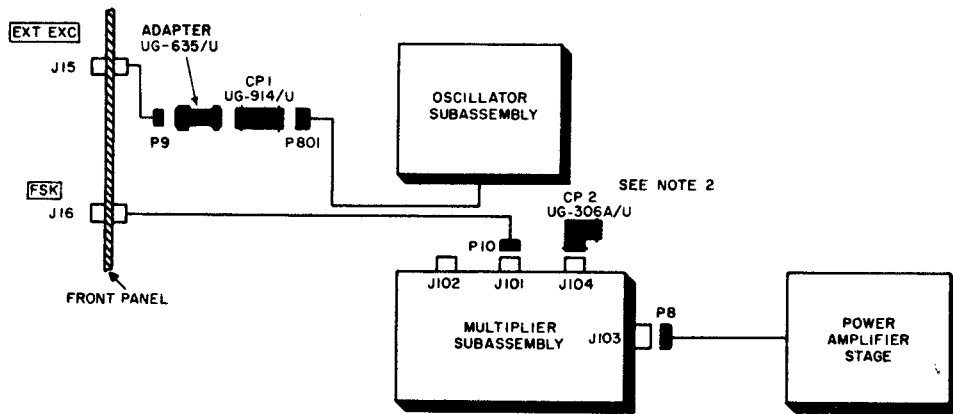 EXT EXC
J15
ADAPTER
UG-635/U
CP1
UG-914/U
P9
P801
OSCILLATOR
SUBASSEMBLY
FSK
J16
SEE NOTE 2
CP 2
UG-306A/U
P10
J102
J101
J104
FRONT PANEL
MULTIPLIER
SUBASSEMBLY
J103
P8
POWER
AMPLIFIER
STAGE